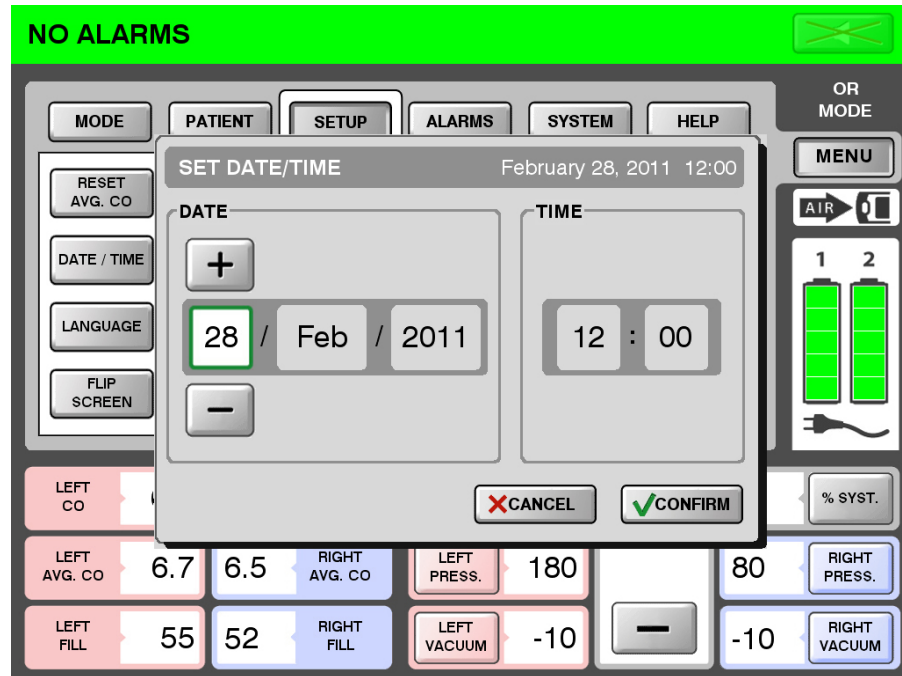 NO ALARMS
OR
MODE
MODE
PATIENT
SETUP
ALARMS
SYSTEM
HELP
MENU
SET DATE/TIME
February 28, 2011 12:00
RESET
AVG. CO
AIR
DATE
TIME
DATE / TIME
+
1 2
LANGUAGE
28 / Feb / 2011
12 : 00
FLIP
SCREEN
−
CANCEL
CONFIRM
LEFT
CO
% SYST.
LEFT
AVG. CO
6.7
6.5
RIGHT
AVG. CO
LEFT
PRESS.
180
80
RIGHT
PRESS.
LEFT
FILL
55
52
RIGHT
FILL
LEFT
VACUUM
-10
−
-10
RIGHT
VACUUM